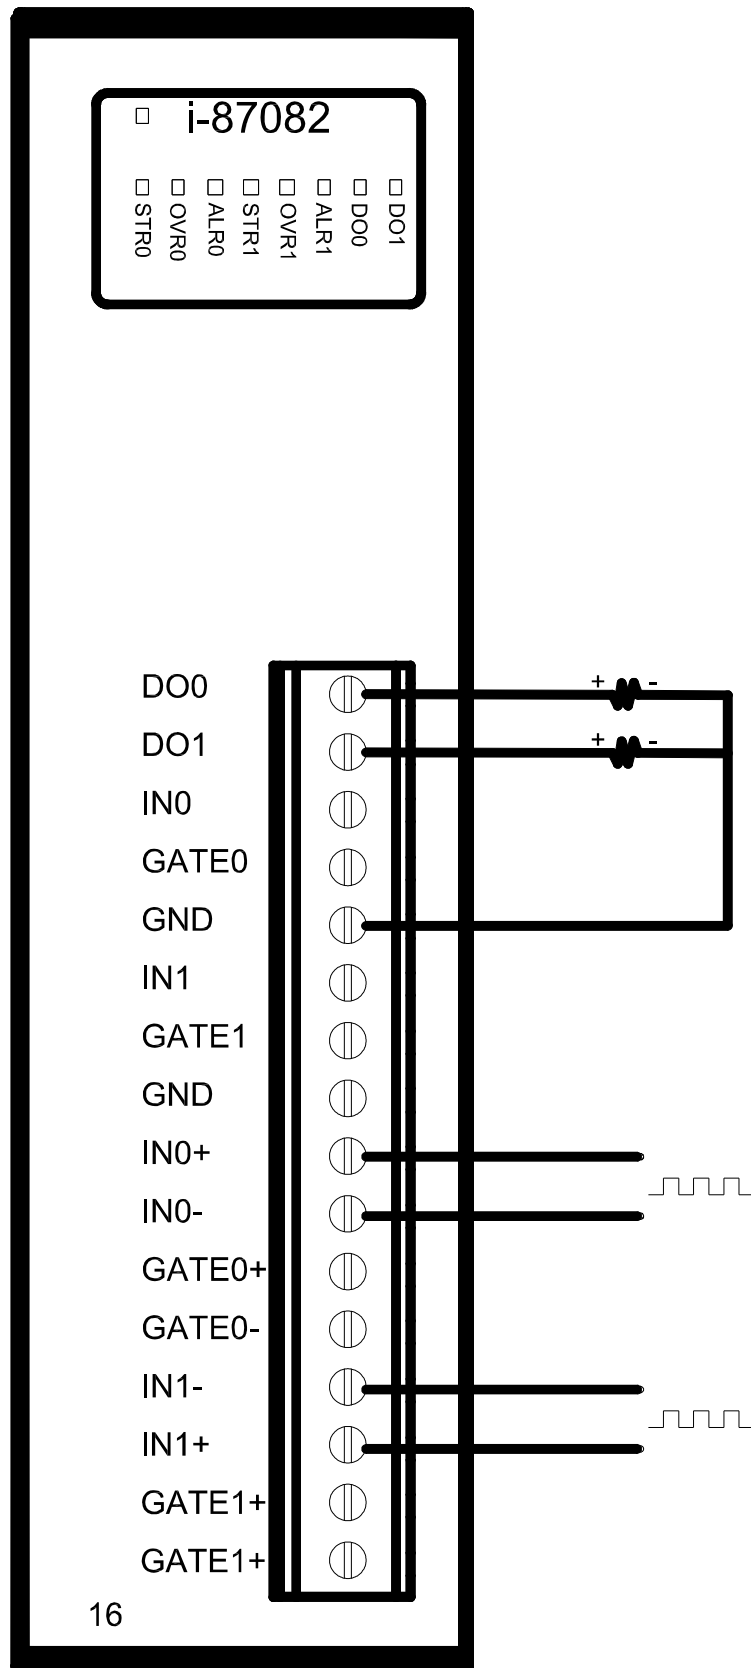 i-87082
STR0
OVR0
ALR0
STR1
OVR1
ALR1
DO0
DO1
DO0
+ -
DO1
+ -
IN0
GATE0
GND
IN1
GATE1
GND
IN0+
IN0-
GATE0+
GATE0-
IN1-
IN1+
GATE1+
GATE1+
16